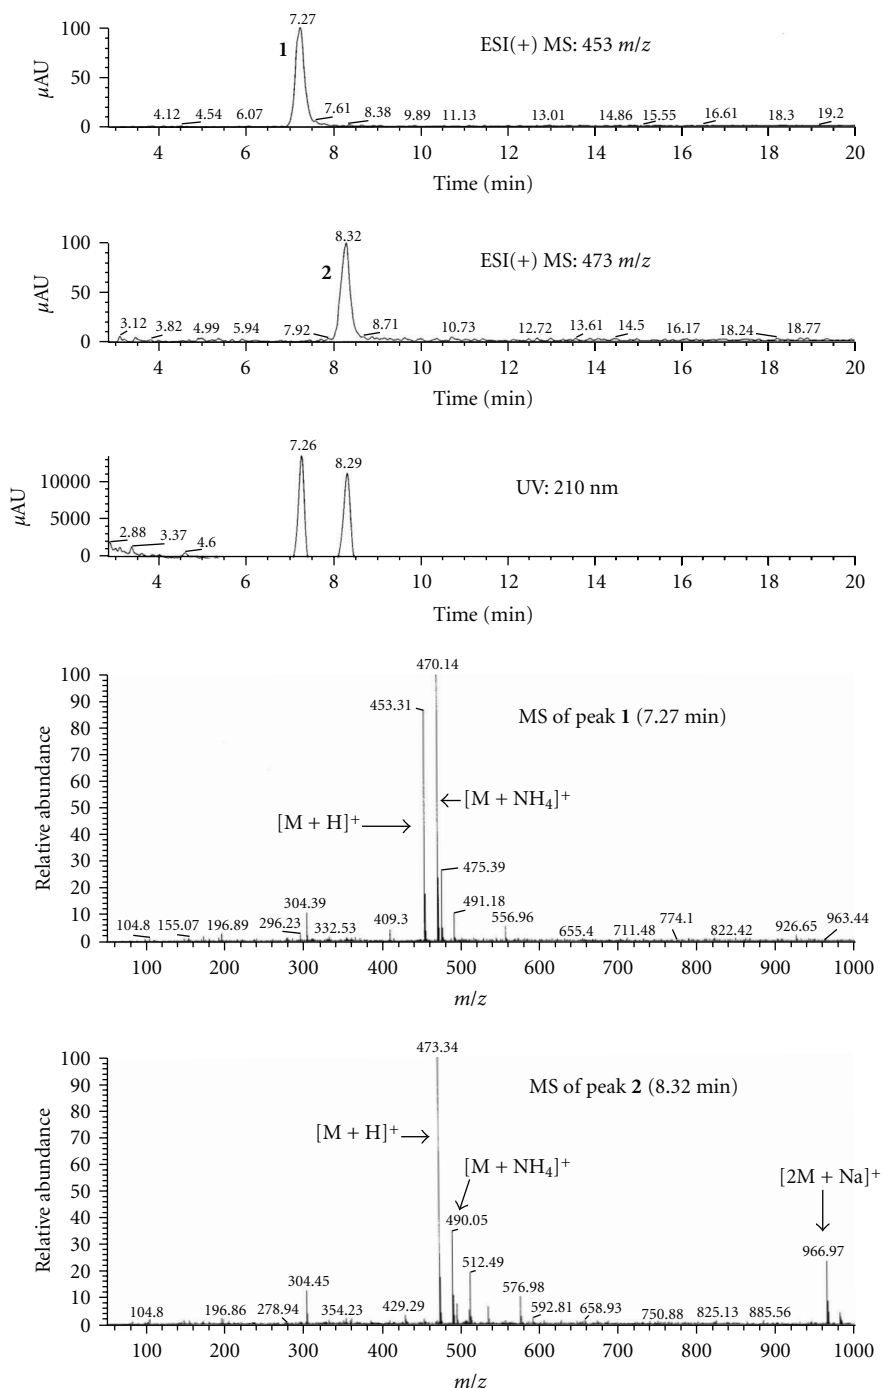 7.27
100
1
ESI(+) MS: 453 m/z
μAU
50
4.12 4.54 6.07 7.61 8.38 9.89 11.13 13.01 14.86 15.55 16.61 18.3 19.2
0
4 6 8 10 12 14 16 18 20
Time (min)
8.32
100
2
ESI(+) MS: 473 m/z
μAU
50
3.12 3.82 4.99 5.94 7.92 8.71 10.73 12.72 13.61 14.5 16.17 18.24 18.77
0
4 6 8 10 12 14 16 18 20
Time (min)
7.26
8.29
10000
UV: 210 nm
μAU
5000
2.88 3.37 4.6
0
4 6 8 10 12 14 16 18 20
Time (min)
470.14
100
90
453.31
MS of peak 1 (7.27 min)
80
70
60
50
[M + NH₄]⁺
[M + H]⁺
40
Relative abundance
30
475.39
20
304.39
491.18
10
104.8 155.07 196.89 296.23 332.53 409.3 556.96 655.4 711.48 774.1 822.42 926.65 963.44
0
100 200 300 400 500 600 700 800 900 1000
m/z
473.34
100
90
MS of peak 2 (8.32 min)
80
[M + H]⁺
70
60
[M + NH₄]⁺
[2M + Na]⁺
50
Relative abundance
40
490.05
30
966.97
512.49
20
304.45
576.98
10
104.8 196.86 278.94 354.23 429.29 592.81 658.93 750.88 825.13 885.56
0
100 200 300 400 500 600 700 800 900 1000
m/z